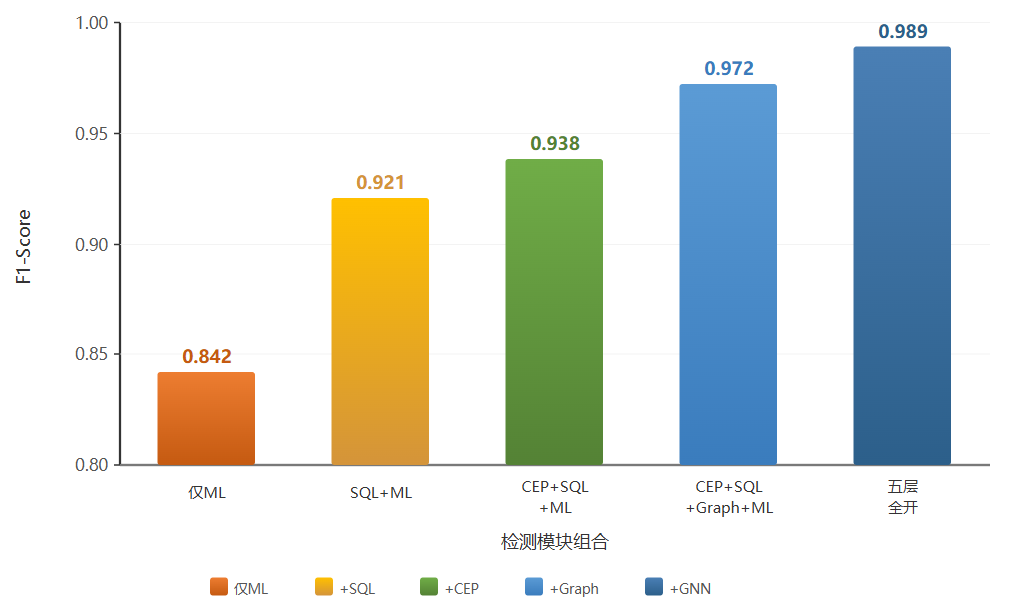 1.00
0.95
0.90
0.85
0.80
F1-Score
0.842
0.921
0.938
0.972
0.989
仅ML
SQL+ML
CEP+SQL
+ML
CEP+SQL
+Graph+ML
五层
全开
检测模块组合
仅ML
+SQL
+CEP
+Graph
+GNN